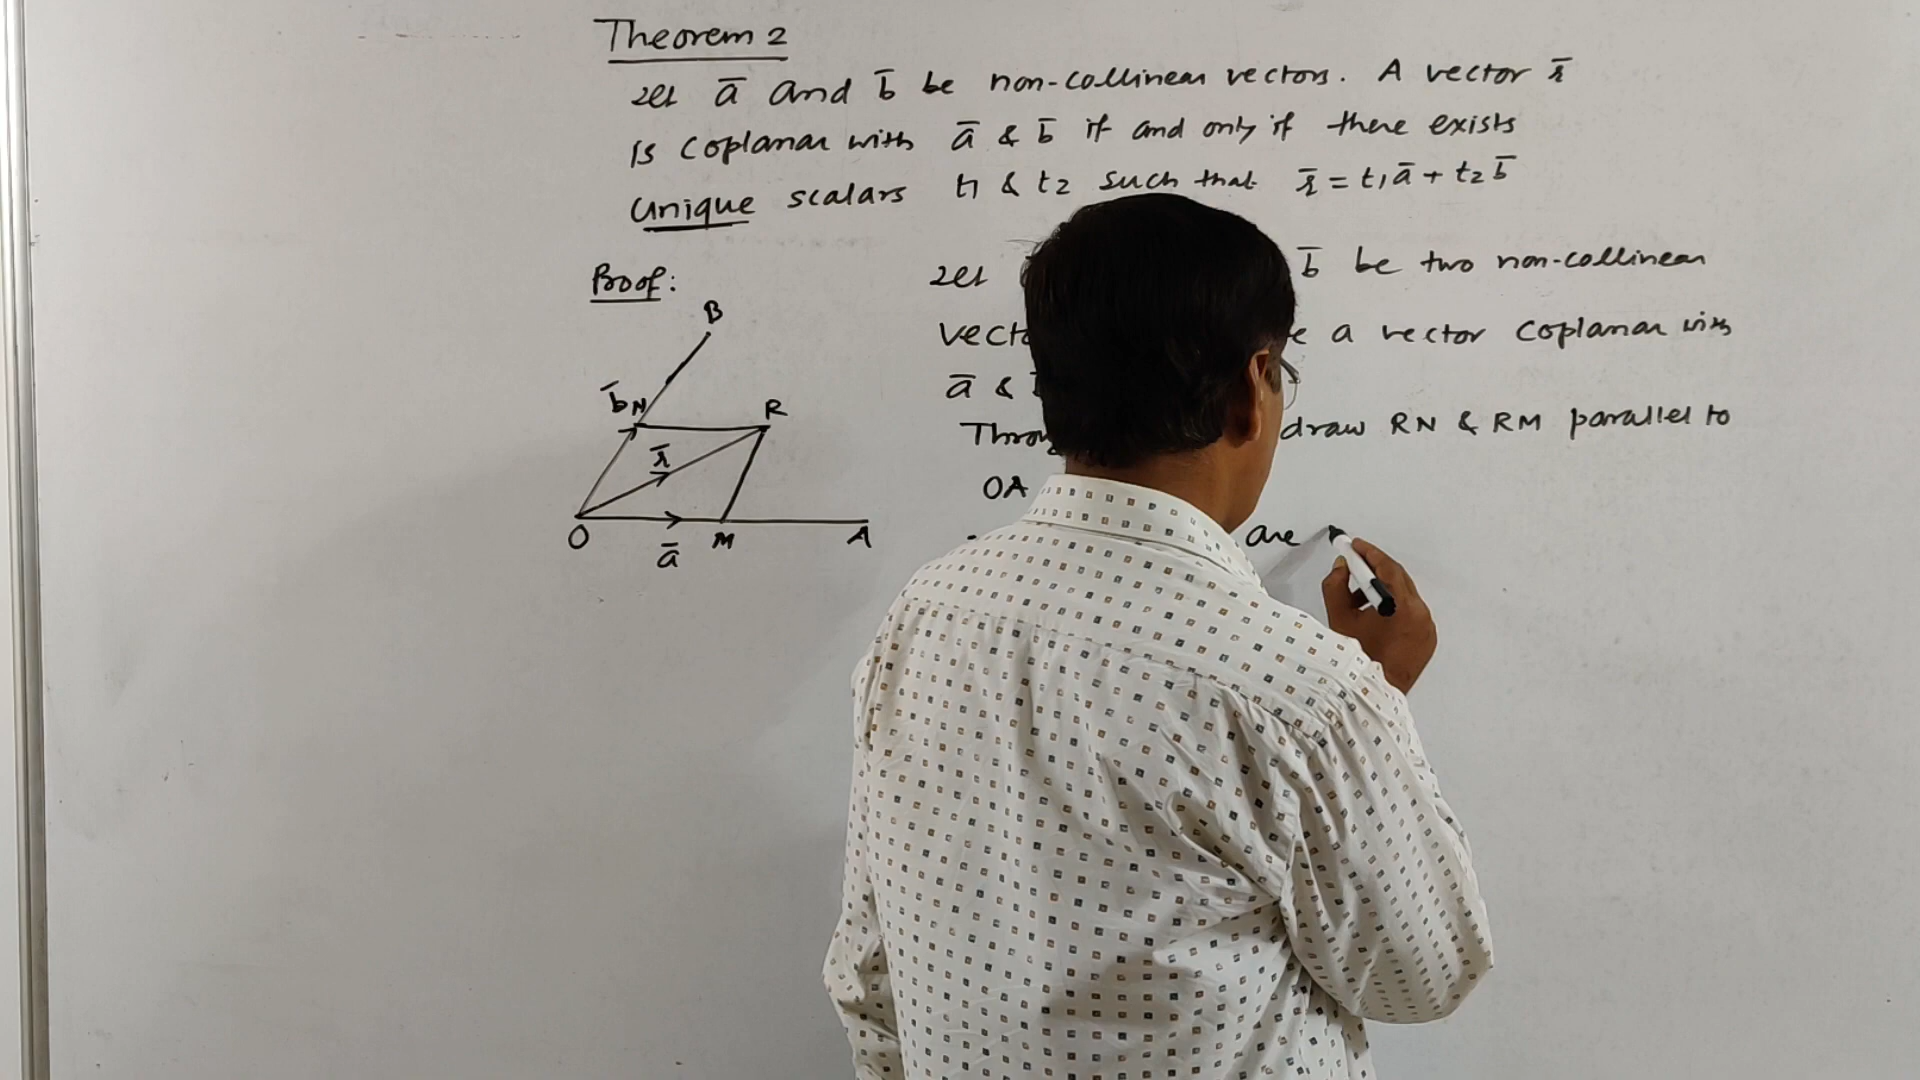 Theorem 2
Let a̅ and b̅ be non-collinear vectors. A vector r̅
is coplanar with a̅ & b̅ if and only if there exists
unique scalars t1 & t2 such that r̅ = t1a̅ + t2b̅
Proof:
Let b̅ be two non-collinear
a vector coplanar with
a̅ &
draw RN & RM parallel to
OA
are
B
b̅ N R
r̅
O a̅ M A